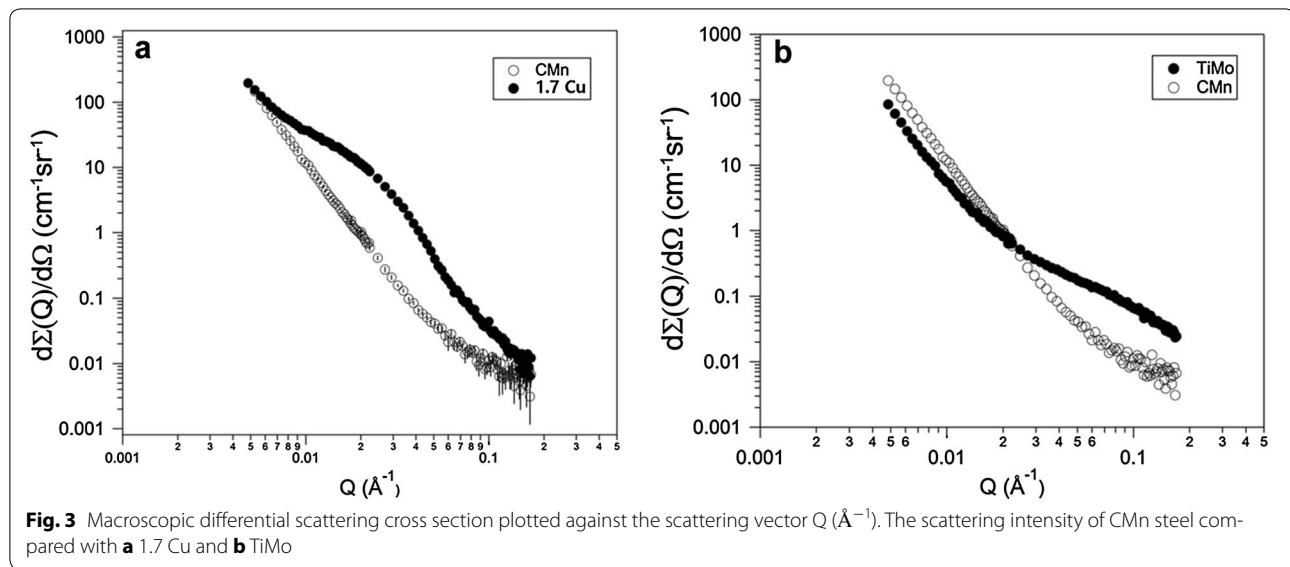 a
CMn
1.7 Cu
1000
100
10
1
0.1
0.01
0.001
dΣ(Q)/dΩ (cm⁻¹sr⁻¹)
2 3 4 5 6 7 8 9 2 3 4 5 6 7 8 9 2 3 4 5
0.001 0.01 0.1
Q (Å⁻¹)
b
TiMo
CMn
1000
100
10
1
0.1
0.01
0.001
dΣ(Q)/dΩ (cm⁻¹sr⁻¹)
2 3 4 5 6 2 3 4 5 6 2 3 4 5
0.001 0.01 0.1
Q (Å⁻¹)
Fig. 3 Macroscopic differential scattering cross section plotted against the scattering vector Q (Å⁻¹). The scattering intensity of CMn steel com-
pared with a 1.7 Cu and b TiMo